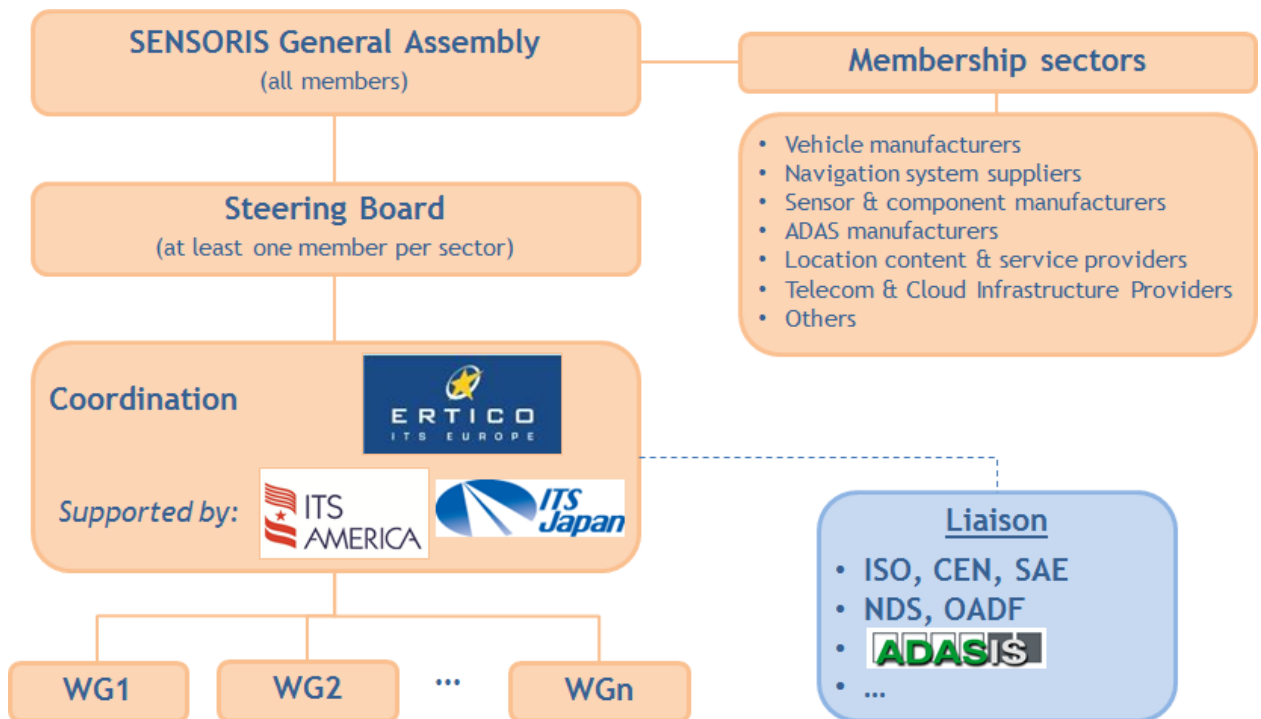 SENSORIS General Assembly
(all members)
Membership sectors
• Vehicle manufacturers
• Navigation system suppliers
• Sensor & component manufacturers
• ADAS manufacturers
• Location content & service providers
• Telecom & Cloud Infrastructure Providers
• Others
Steering Board
(at least one member per sector)
Coordination
ERTICO
ITS EUROPE
Supported by:
ITS
AMERICA
ITS
Japan
Liaison
• ISO, CEN, SAE
• NDS, OADF
• ADASIS
• ...
WG1
WG2
...
WGn